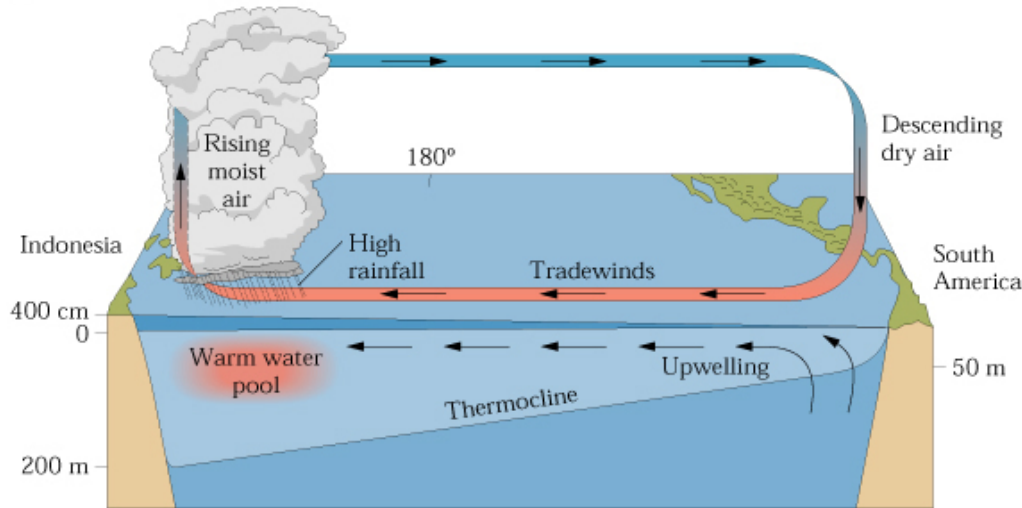 Rising
moist
air
Descending
dry air
180º
Indonesia
High
rainfall
Tradewinds
South
America
400 cm
0
Warm water
pool
Upwelling
50 m
Thermocline
200 m